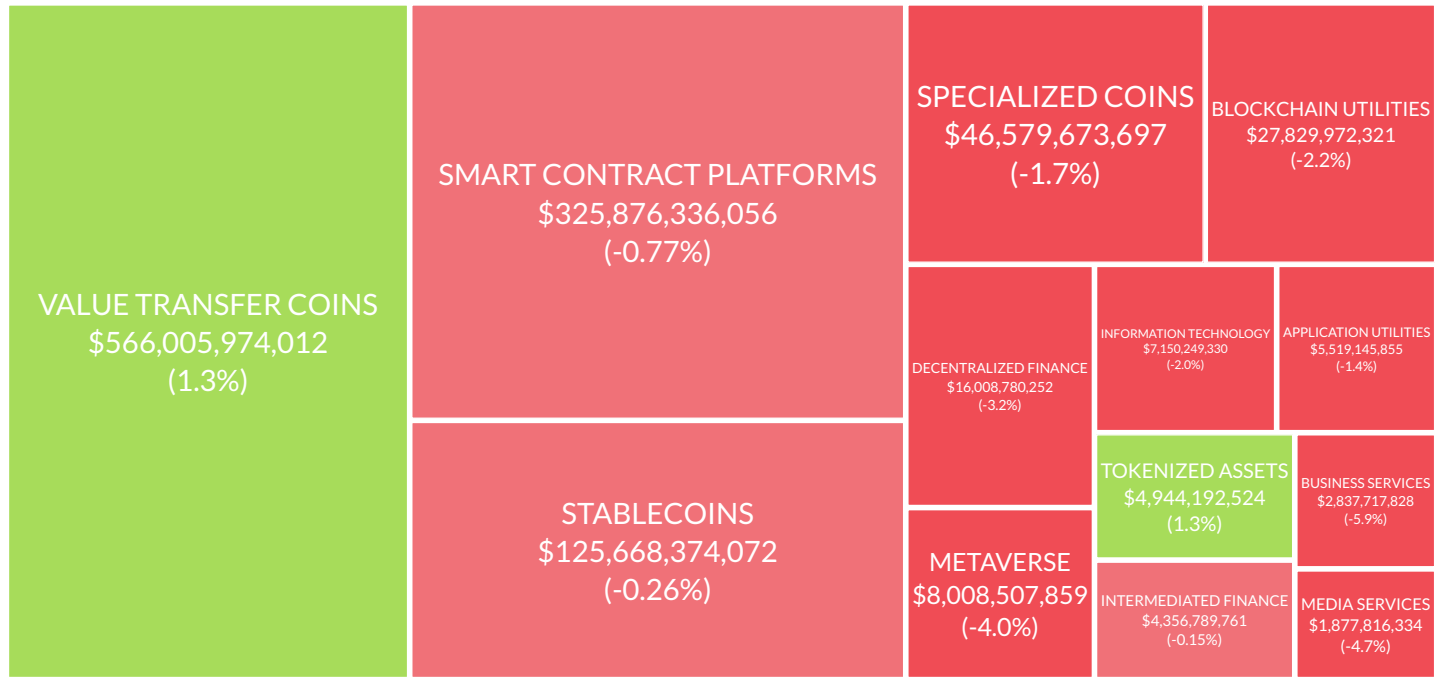 VALUE TRANSFER COINS
$566,005,974,012
(1.3%)
SMART CONTRACT PLATFORMS
$325,876,336,056
(-0.77%)
STABLECOINS
$125,668,374,072
(-0.26%)
SPECIALIZED COINS
$46,579,673,697
(-1.7%)
BLOCKCHAIN UTILITIES
$27,829,972,321
(-2.2%)
DECENTRALIZED FINANCE
$16,008,780,252
(-3.2%)
INFORMATION TECHNOLOGY
$7,150,249,330
(-2.0%)
APPLICATION UTILITIES
$5,519,145,855
(-1.4%)
METAVERSE
$8,008,507,859
(-4.0%)
TOKENIZED ASSETS
$4,944,192,524
(1.3%)
BUSINESS SERVICES
$2,837,717,828
(-5.9%)
INTERMEDIATED FINANCE
$4,356,789,761
(-0.15%)
MEDIA SERVICES
$1,877,816,334
(-4.7%)